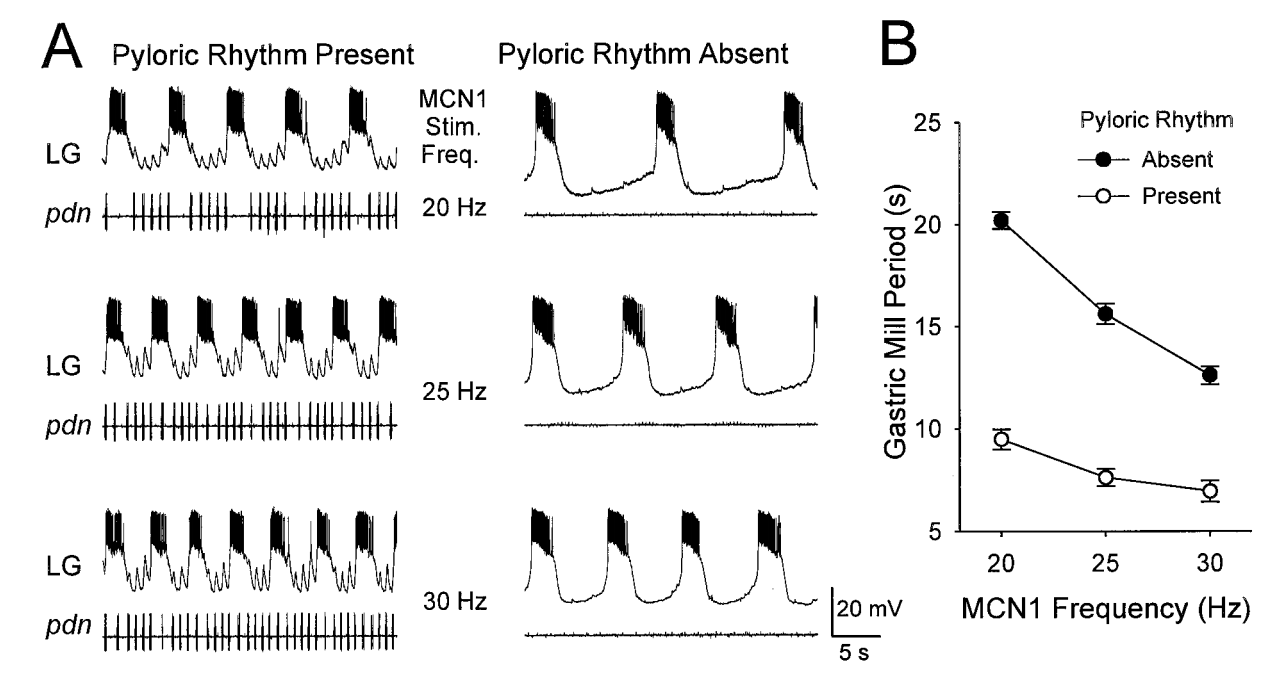 A
Pyloric Rhythm Present
Pyloric Rhythm Absent
MCN1
Stim.
Freq.
LG
pdn
20 Hz
LG
pdn
25 Hz
LG
pdn
30 Hz
20 mV
5 s
B
Pyloric Rhythm
Absent
Present
Gastric Mill Period (s)
25
20
15
10
5
20 25 30
MCN1 Frequency (Hz)